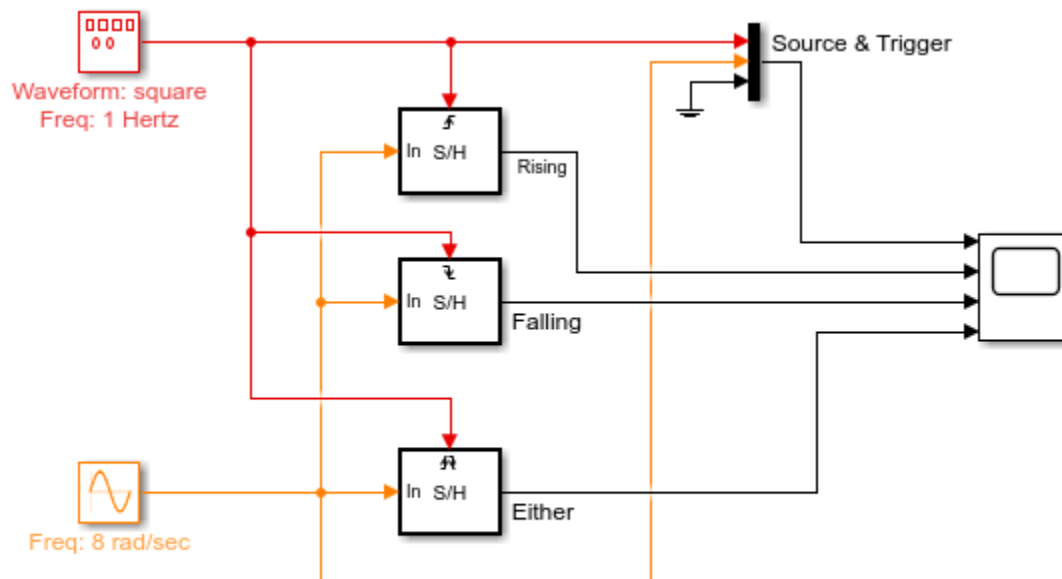 Source & Trigger
Waveform: square
Freq: 1 Hertz
In S/H
Rising
In S/H
Falling
In S/H
Either
Freq: 8 rad/sec